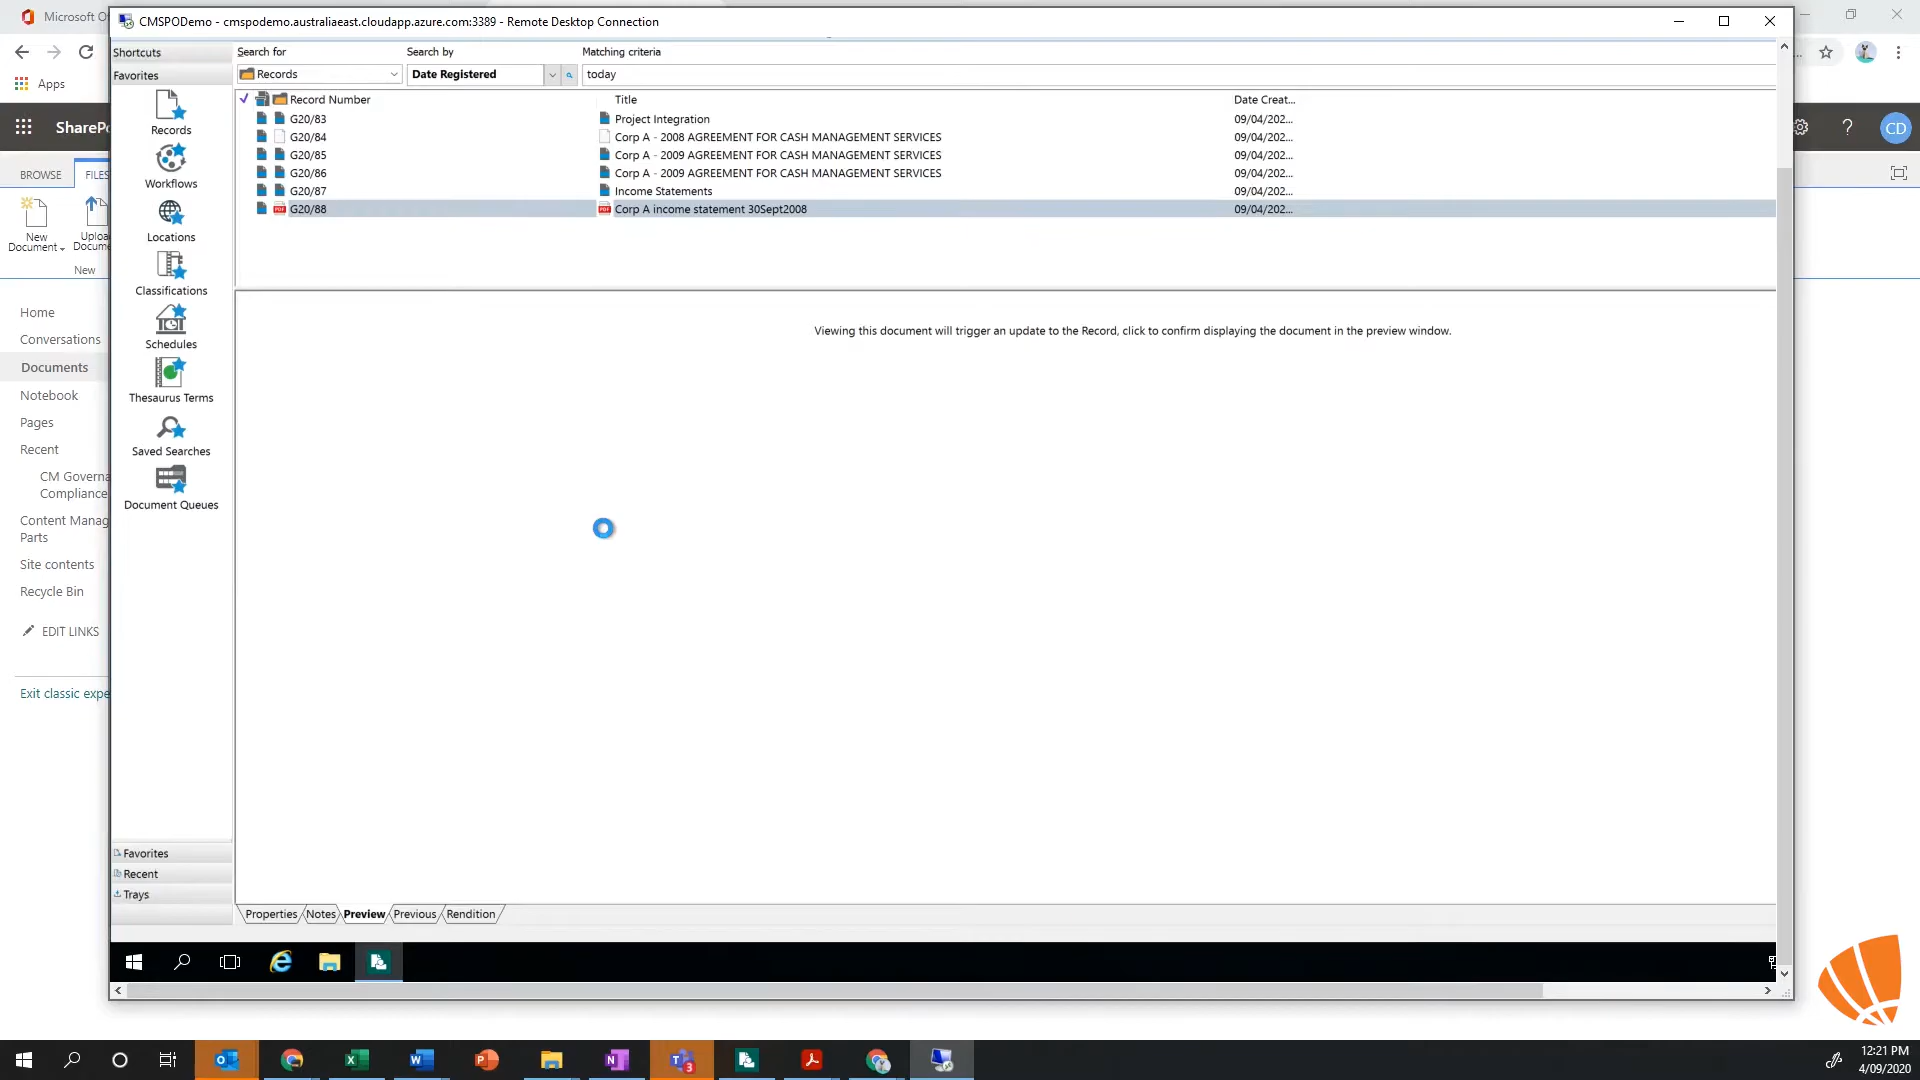 Microsoft O
CMSPODemo - cmspodemo.australiaeast.cloudapp.azure.com:3389 - Remote Desktop Connection
Apps
SharePo
CD
BROWSE
FILES
New
Document
Uploa
Docume
New
Home
Conversations
Documents
Notebook
Pages
Recent
CM Governa
Compliance
Content Manag
Parts
Site contents
Recycle Bin
EDIT LINKS
Exit classic expe
Shortcuts
Favorites
Records
Workflows
Locations
Classifications
Schedules
Thesaurus Terms
Saved Searches
Document Queues
Favorites
Recent
Trays
Search for
Search by
Matching criteria
Records
Date Registered
today
Record Number Title Date Creat...
G20/83 Project Integration 09/04/202...
G20/84 Corp A - 2008 AGREEMENT FOR CASH MANAGEMENT SERVICES 09/04/202...
G20/85 Corp A - 2009 AGREEMENT FOR CASH MANAGEMENT SERVICES 09/04/202...
G20/86 Corp A - 2009 AGREEMENT FOR CASH MANAGEMENT SERVICES 09/04/202...
G20/87 Income Statements 09/04/202...
G20/88 Corp A income statement 30Sept2008 09/04/202...
Viewing this document will trigger an update to the Record, click to confirm displaying the document in the preview window.
Properties Notes Preview Previous Rendition
3
12:21 PM
4/09/2020